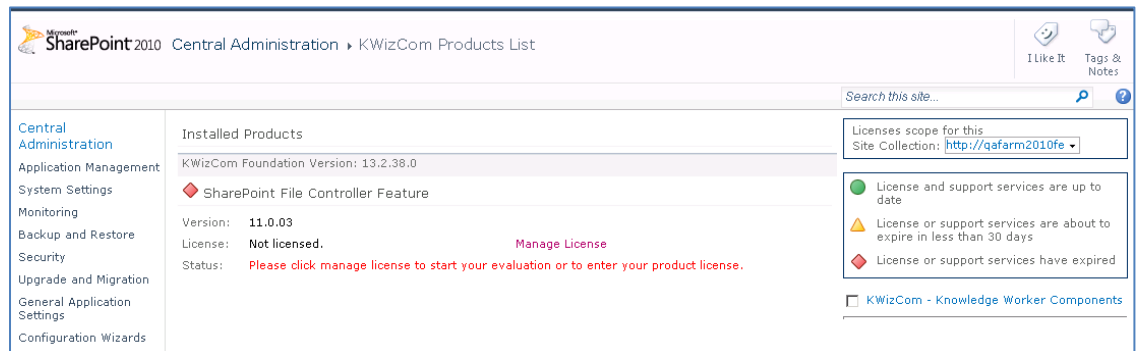 Microsoft®
SharePoint 2010 Central Administration ▸ KWizCom Products List
I Like It
Tags &
Notes
Search this site...
Central
Administration
Application Management
System Settings
Monitoring
Backup and Restore
Security
Upgrade and Migration
General Application
Settings
Configuration Wizards
Installed Products
KWizCom Foundation Version: 13.2.38.0
SharePoint File Controller Feature
Version: 11.0.03
License: Not licensed. Manage License
Status: Please click manage license to start your evaluation or to enter your product license.
Licenses scope for this
Site Collection: http://qafarm2010fe
License and support services are up to
date
License or support services are about to
expire in less than 30 days
License or support services have expired
KWizCom - Knowledge Worker Components